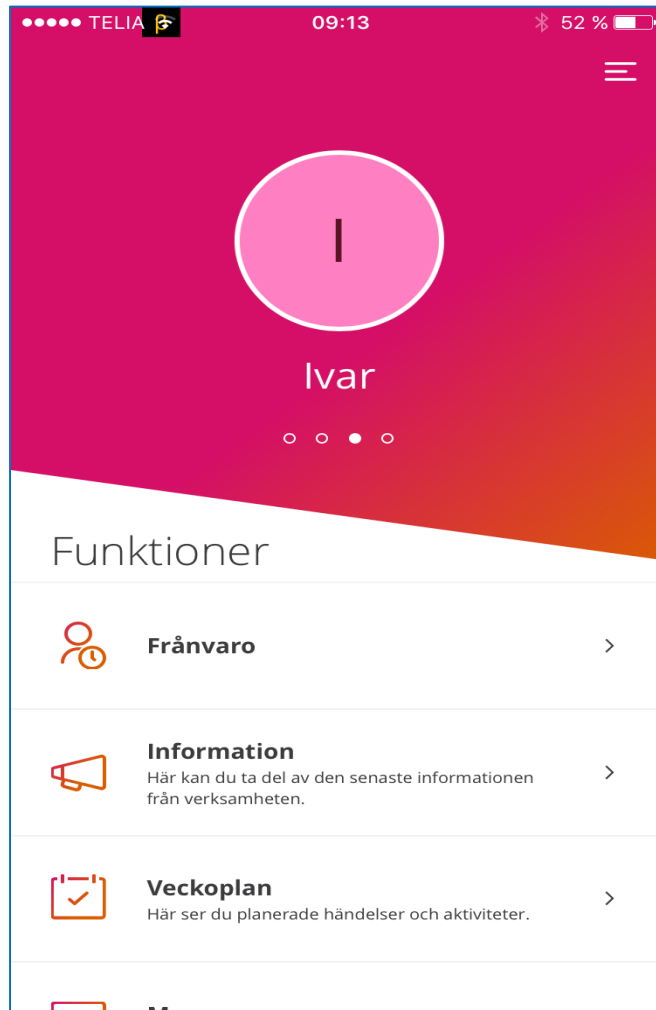 TELIA
09:13
52 %
I
Ivar
Funktioner
Frånvaro
Information
Här kan du ta del av den senaste informationen
från verksamheten.
Veckoplan
Här ser du planerade händelser och aktiviteter.